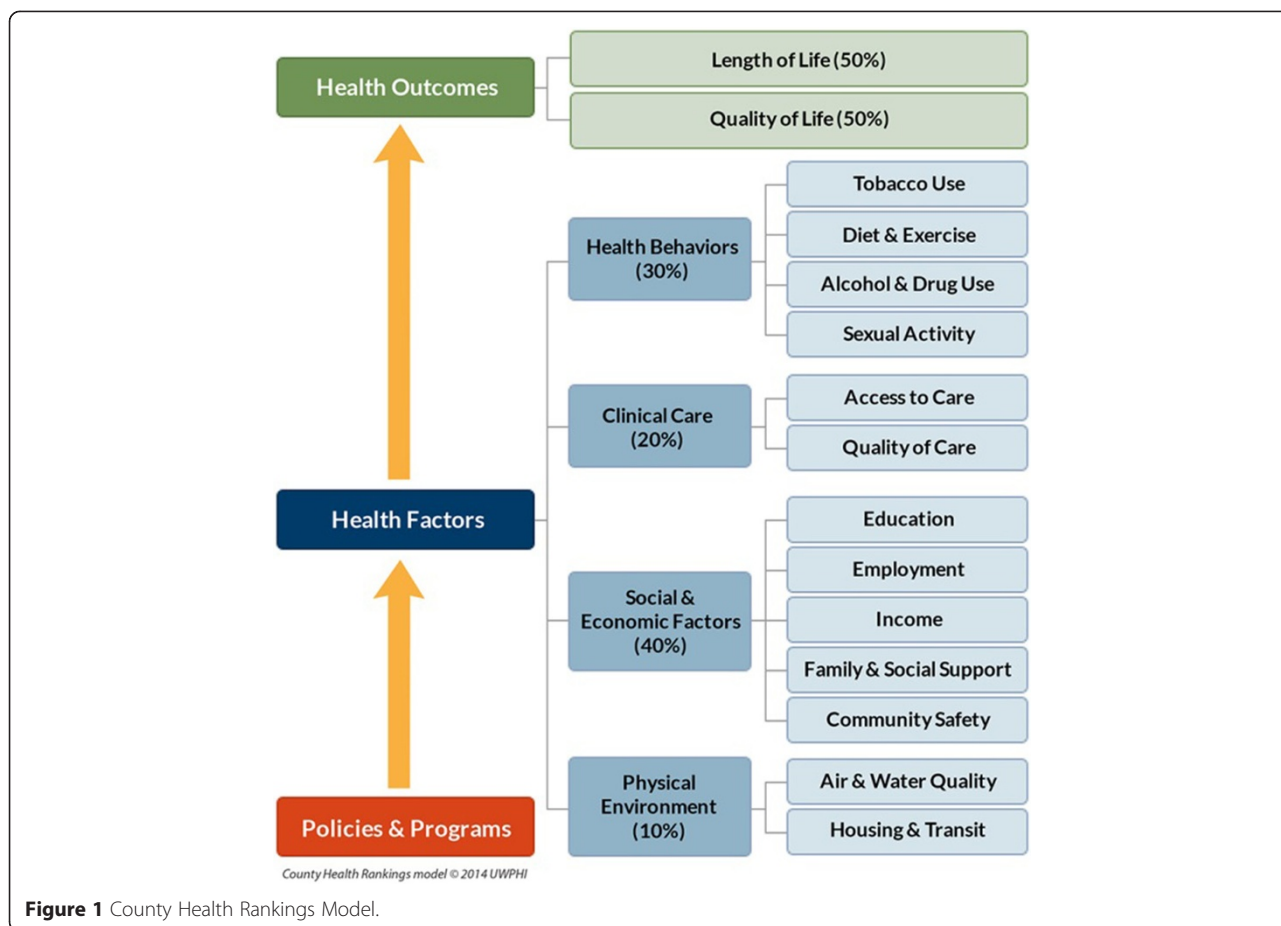 Health Outcomes
Length of Life (50%)
Quality of Life (50%)
Health Factors
Health Behaviors
(30%)
Tobacco Use
Diet & Exercise
Alcohol & Drug Use
Sexual Activity
Clinical Care
(20%)
Access to Care
Quality of Care
Social &
Economic Factors
(40%)
Education
Employment
Income
Family & Social Support
Community Safety
Physical
Environment
(10%)
Air & Water Quality
Housing & Transit
Policies & Programs
County Health Rankings model © 2014 UWPHI
Figure 1 County Health Rankings Model.